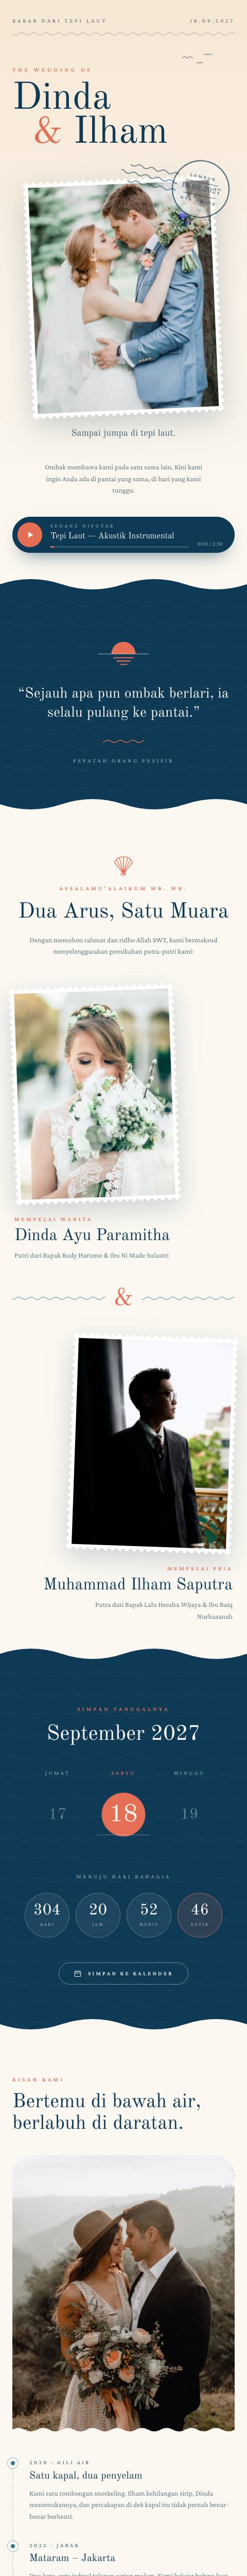 KABAR DARI TEPI LAUT
18.09.2027
THE WEDDING OF
Dinda
& Ilham
LOMBOK
18.09.2027
Sampai jumpa di tepi laut.
Ombak membawa kami pada satu sama lain. Kini kami
ingin Anda ada di pantai yang sama, di hari yang kami
tunggu.
SEDANG DIPUTAR
Tepi Laut — Akustik Instrumental
0:03 / 2:30
“Sejauh apa pun ombak berlari, ia
selalu pulang ke pantai.”
PEPATAH ORANG PESISIR
ASSALAMU’ALAIKUM WR. WB.
Dua Arus, Satu Muara
Dengan memohon rahmat dan ridho Allah SWT, kami bermaksud
menyelenggarakan pernikahan putra-putri kami:
MEMPELAI WANITA
Dinda Ayu Paramitha
Putri dari Bapak Rudy Hartono & Ibu Ni Made Sulastri
&
MEMPELAI PRIA
Muhammad Ilham Saputra
Putra dari Bapak Lalu Hendra Wijaya & Ibu Baiq
Nurhasanah
SIMPAN TANGGALNYA
September 2027
JUMAT
SABTU
MINGGU
17
18
19
MENUJU HARI BAHAGIA
304
20
52
46
HARI
JAM
MENIT
DETIK
SIMPAN KE KALENDER
KISAH KAMI
Bertemu di bawah air,
berlabuh di daratan.
2020 · GILI AIR
Satu kapal, dua penyelam
Kami satu rombongan snorkeling. Ilham kehilangan sirip, Dinda
menemukannya, dan percakapan di dek kapal itu tidak pernah benar-
benar berhenti.
2022 · JARAK
Mataram – Jakarta